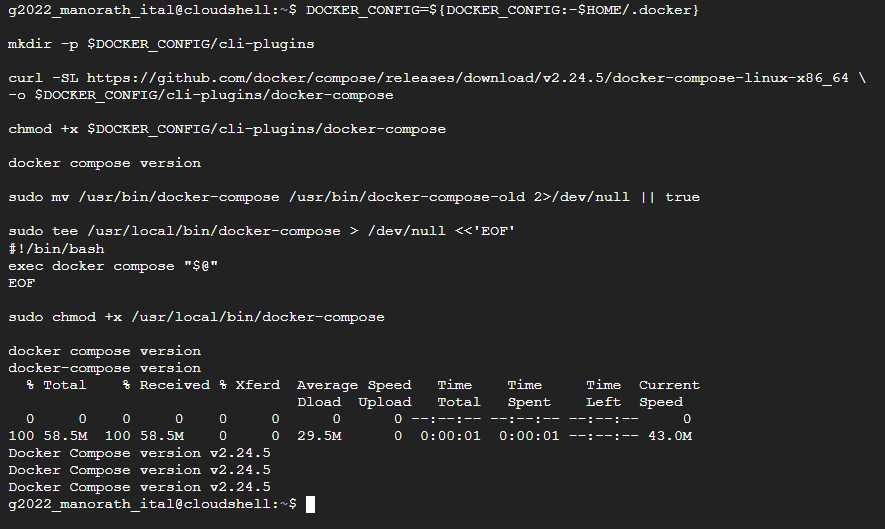 g2022_manorath_ital@cloudshell:~$ DOCKER_CONFIG=${DOCKER_CONFIG:-$HOME/.docker}
mkdir -p $DOCKER_CONFIG/cli-plugins
curl -SL https://github.com/docker/compose/releases/download/v2.24.5/docker-compose-linux-x86_64 \
-o $DOCKER_CONFIG/cli-plugins/docker-compose
chmod +x $DOCKER_CONFIG/cli-plugins/docker-compose
docker compose version
sudo mv /usr/bin/docker-compose /usr/bin/docker-compose-old 2>/dev/null || true
sudo tee /usr/local/bin/docker-compose > /dev/null <<'EOF'
#!/bin/bash
exec docker compose "$@"
EOF
sudo chmod +x /usr/local/bin/docker-compose
docker compose version
docker-compose version
  % Total    % Received % Xferd  Average Speed   Time    Time     Time  Current
                                 Dload  Upload   Total   Spent    Left  Speed
  0     0    0     0    0     0      0      0 --:--:-- --:--:-- --:--:--     0
100 58.5M  100 58.5M    0     0  29.5M      0  0:00:01  0:00:01 --:--:-- 43.0M
Docker Compose version v2.24.5
Docker Compose version v2.24.5
Docker Compose version v2.24.5
g2022_manorath_ital@cloudshell:~$